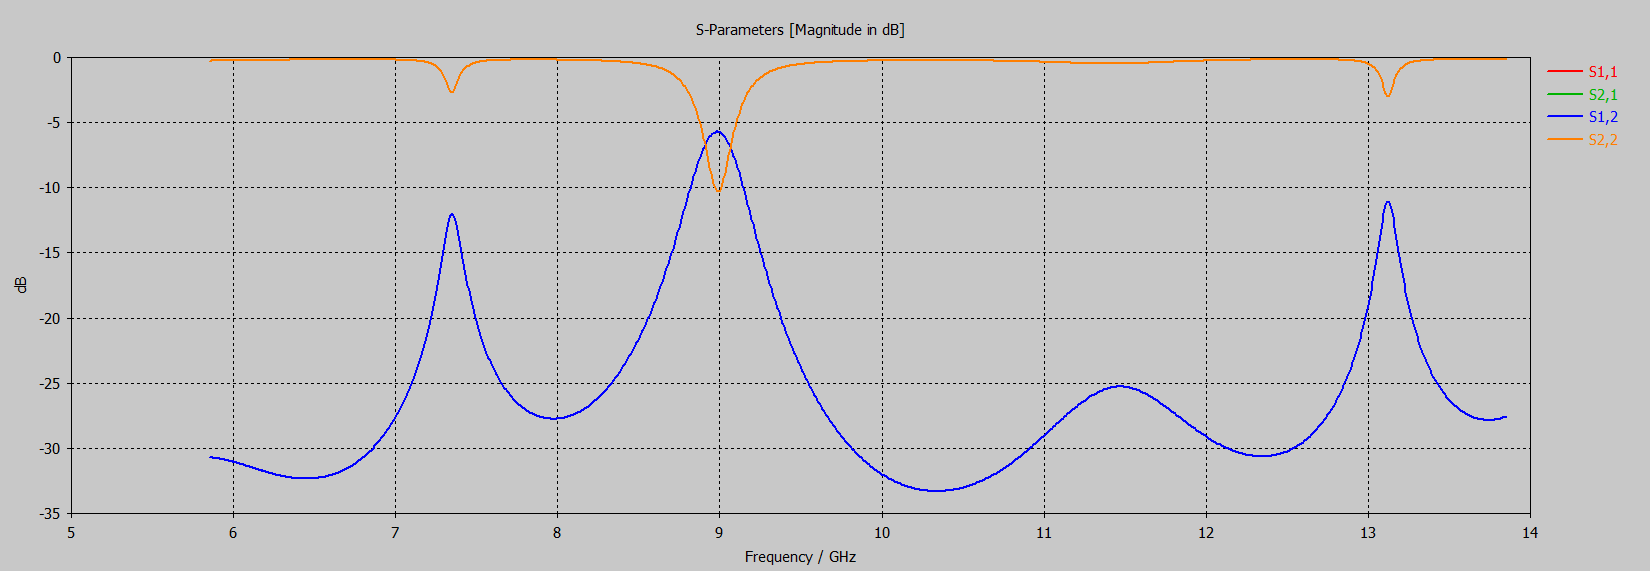 S-Parameters [Magnitude in dB]
0
-5
-10
-15
-20
-25
-30
-35
dB
5 6 7 8 9 10 11 12 13 14
Frequency / GHz
S1,1
S2,1
S1,2
S2,2